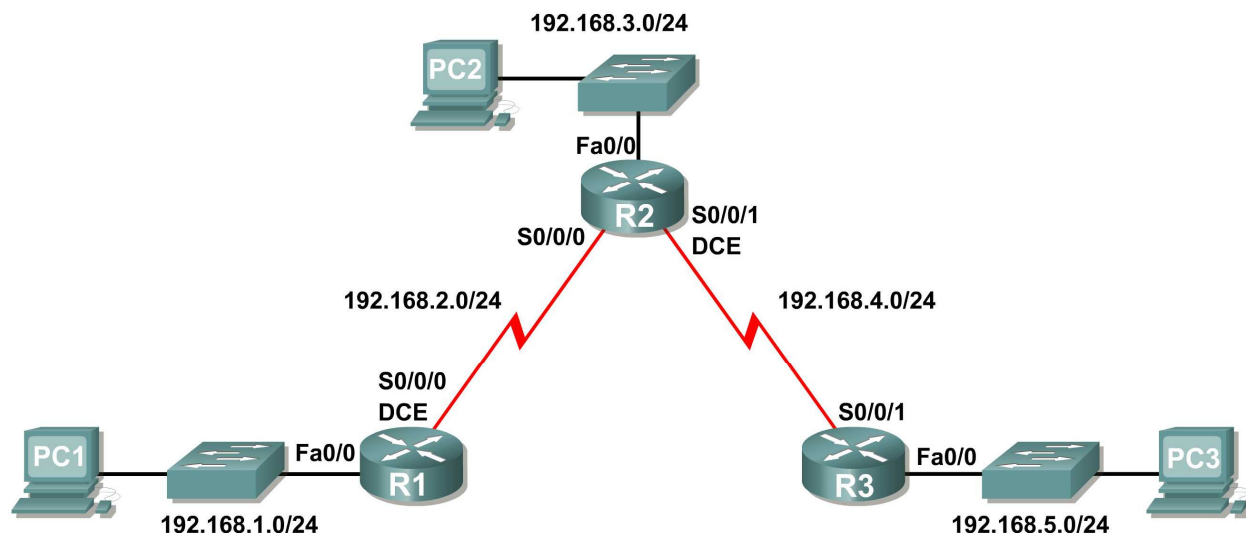 192.168.3.0/24
PC2
Fa0/0
R2
S0/0/1
DCE
S0/0/0
192.168.2.0/24
192.168.4.0/24
S0/0/0
DCE
S0/0/1
PC1
Fa0/0
R1
R3
Fa0/0
PC3
192.168.1.0/24
192.168.5.0/24